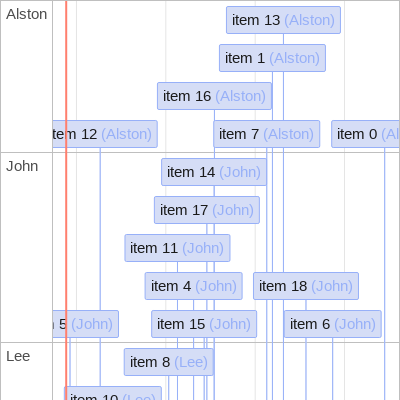 Alston
item 13 (Alston)
item 1 (Alston)
item 16 (Alston)
item 12 (Alston)
item 7 (Alston)
item 0 (Al
John
item 14 (John)
item 17 (John)
item 11 (John)
item 4 (John)
item 18 (John)
5 (John)
item 15 (John)
item 6 (John)
Lee
item 8 (Lee)
item 10 (Lee)